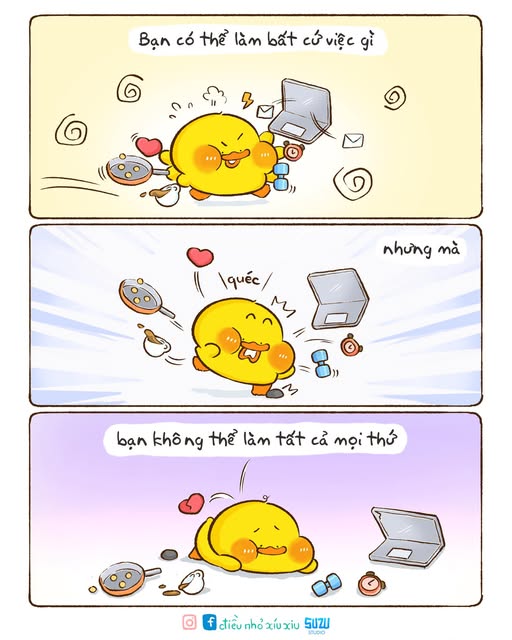 Bạn có thể làm bất cứ việc gì
nhưng mà
\quéc/
bạn không thể làm tất cả mọi thứ
điều nhỏ xíu xiu SUZU
STUDIO